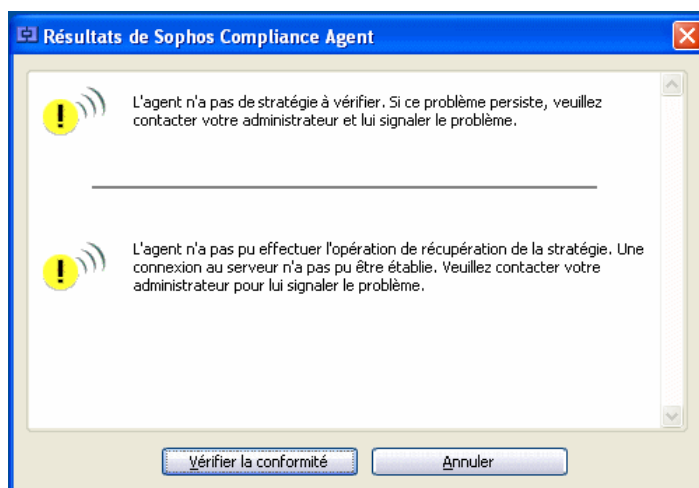 Résultats de Sophos Compliance Agent
L'agent n'a pas de stratégie à vérifier. Si ce problème persiste, veuillez
contacter votre administrateur et lui signaler le problème.
L'agent n'a pas pu effectuer l'opération de récupération de la stratégie. Une
connexion au serveur n'a pas pu être établie. Veuillez contacter votre
administrateur pour lui signaler le problème.
Vérifier la conformité
Annuler